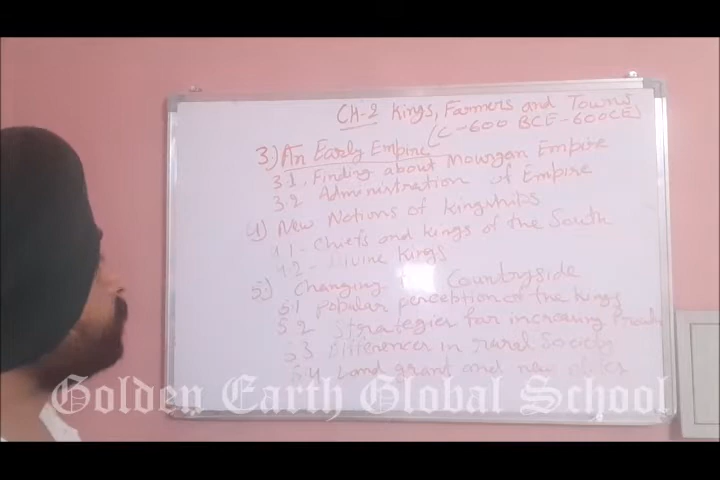 CH-2 Kings, Farmers and Towns
(C-600 BCE-600CE)
3) An Early Empire
3.1. Finding about Mouryan Empire
3.2 Administration of Empire
4) New Notions of kingships
4.1- Chiefs and kings of the South
4.2- Divine kings
5) Changing Countryside
5.1 popular perception of the kings
5.2 Strategies for increasing Produ
5.3 Differences in rural Society
5.4 Land grant and new elites
Golden Earth Global School